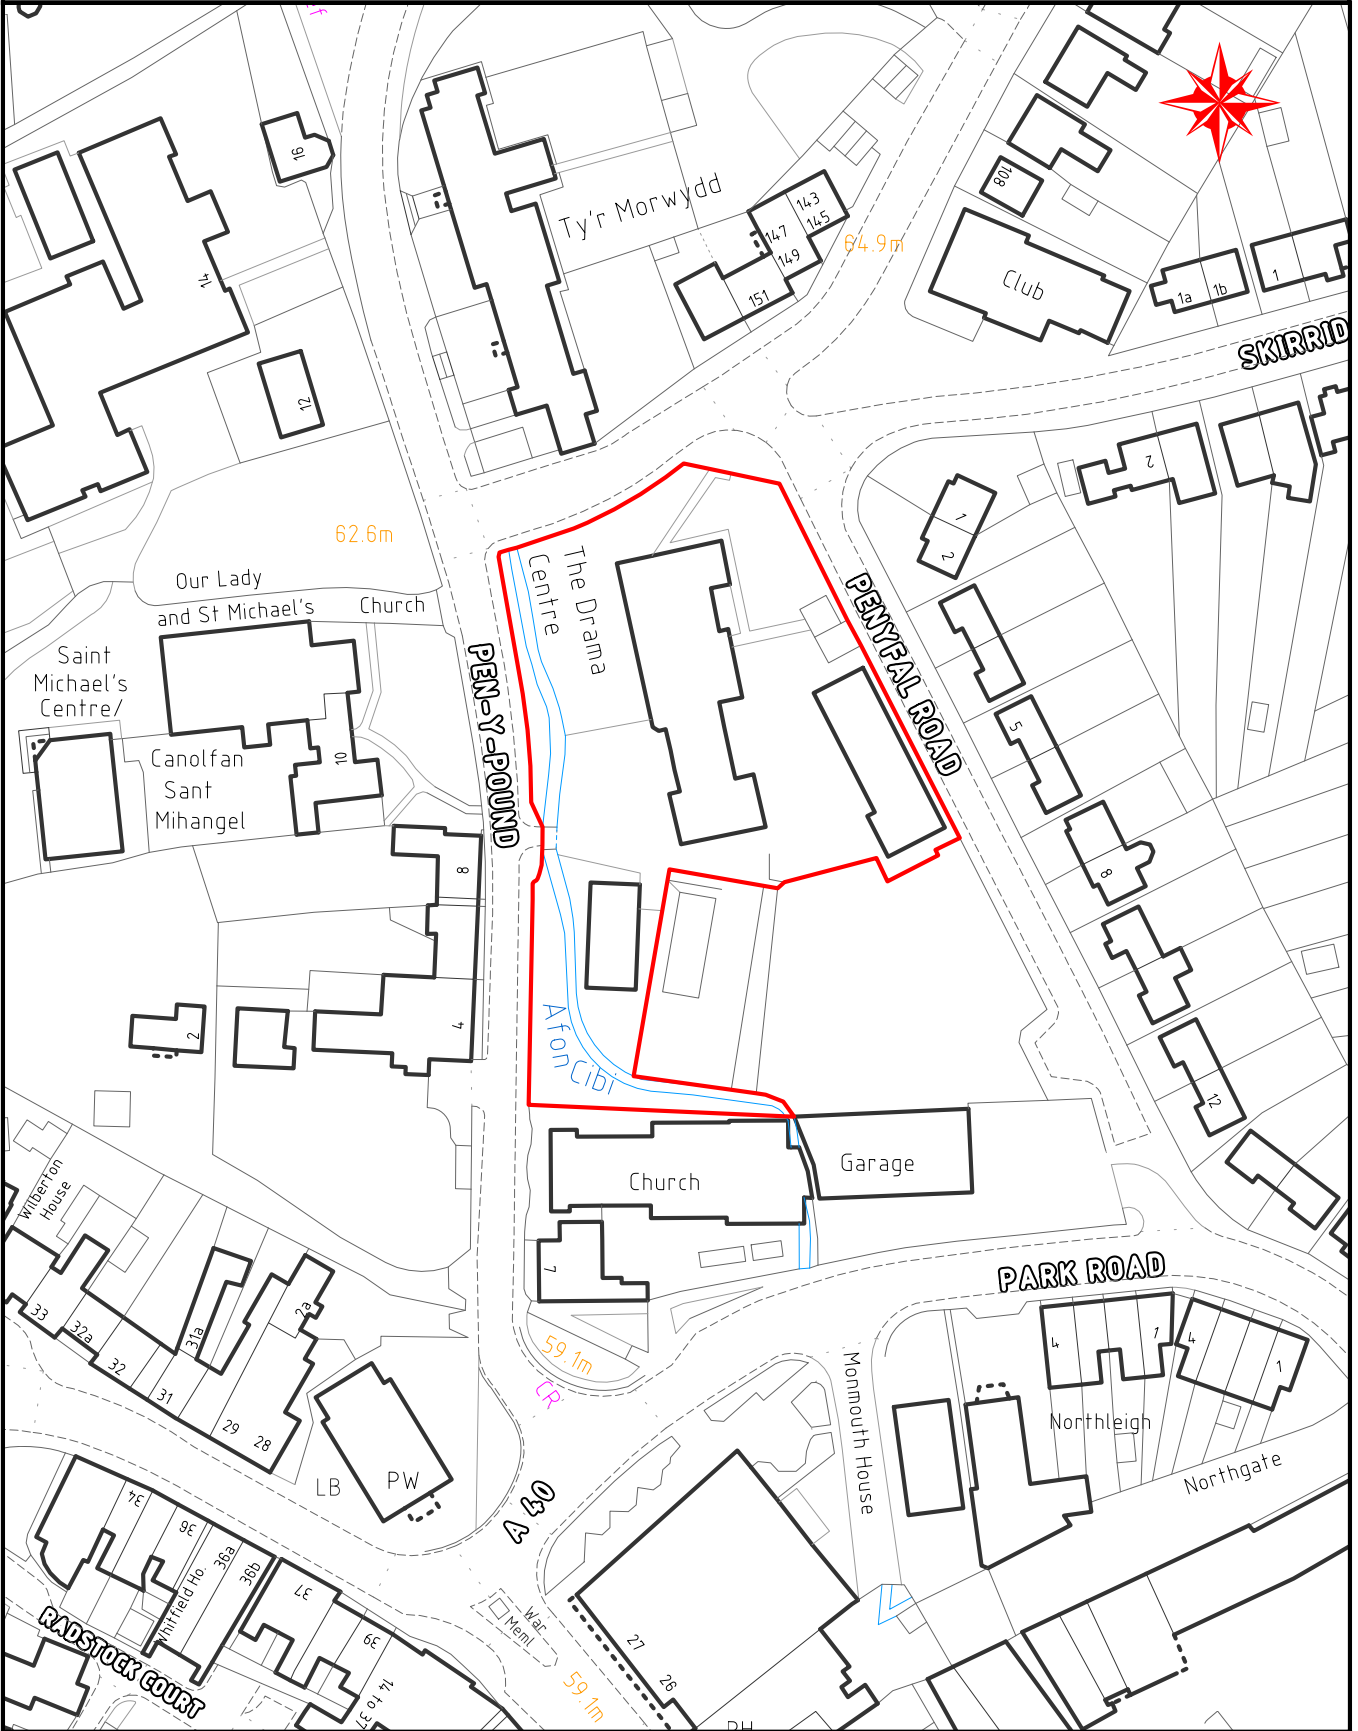 16
Ty'r Morwydd
143
145
147
149
151
64.9m
108
Club
1a
1b
1
SKIRRID
14
12
2
1
2
62.6m
Our Lady
and St Michael's
Church
The Drama
Centre
Saint
Michael's
Centre/
Canolfan
Sant
Mihangel
10
PEN-Y-POUND
PENYFAL ROAD
5
8
8
4
2
Afon Cibi
12
Church
Garage
7
Wilberton
House
33
32a
32
31
31a
29
28
2a
PARK ROAD
59.1m
CR
4
1
4
1
Monmouth House
Northleigh
Northgate
LB
PW
A 40
34
36
36a
36b
Whitfield Ho.
37
39
14 to 37
RADSTOCK COURT
War
Meml
59.1m
27
26
PH